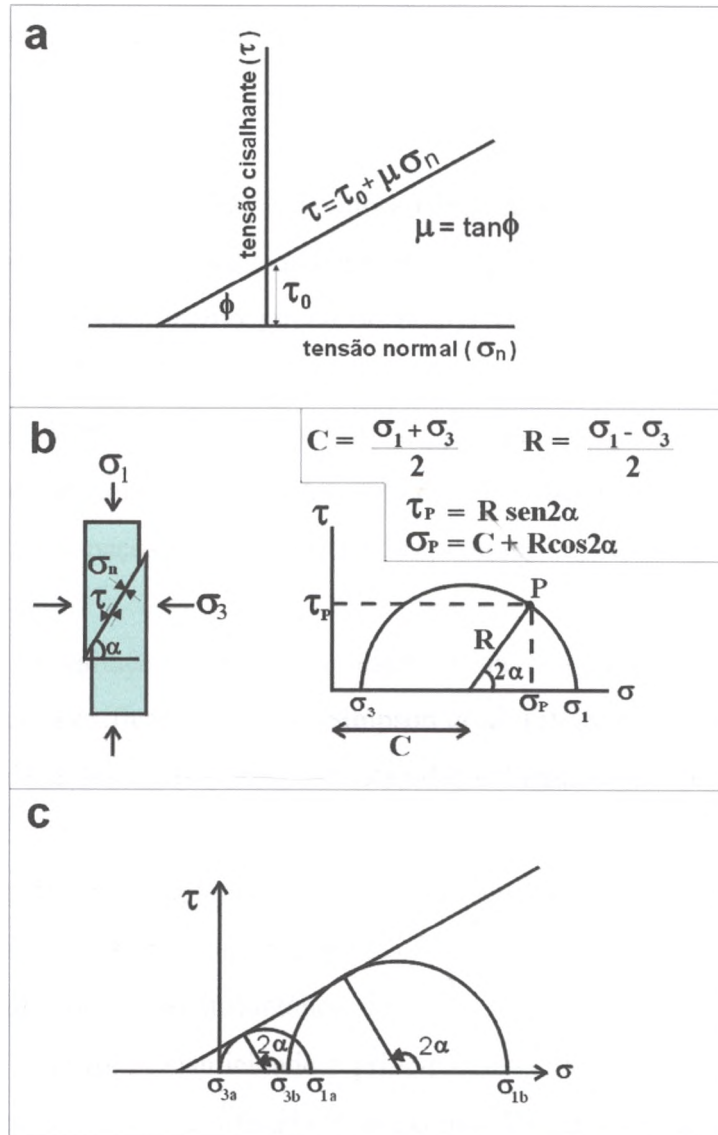 a
tensão cisalhante (τ)
τ=τ₀+μσn
μ = tanϕ
ϕ
τ₀
tensão normal (σn)
b
C = σ₁ + σ₃ / 2
R = σ₁ - σ₃ / 2
τP = R sen2α
σP = C + Rcos2α
σ₁
σn
τ
σ₃
α
τ
τP
P
R
2α
σ₃
σP
σ₁
σ
C
c
τ
2α
2α
σ3a
σ3b
σ1a
σ1b
σ